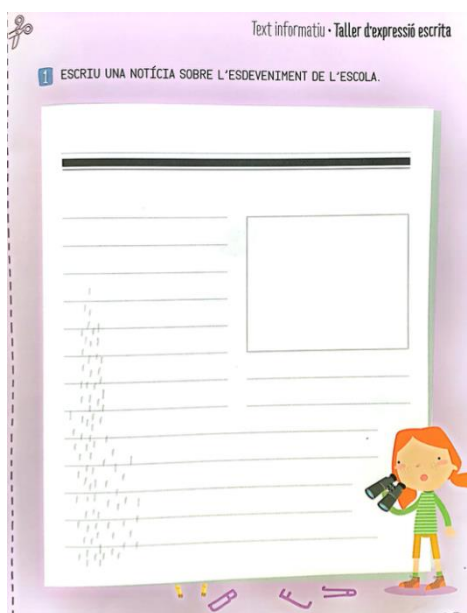 Text informatiu • Taller d'expressió escrita
1 ESCRIU UNA NOTÍCIA SOBRE L'ESDEVENIMENT DE L'ESCOLA.